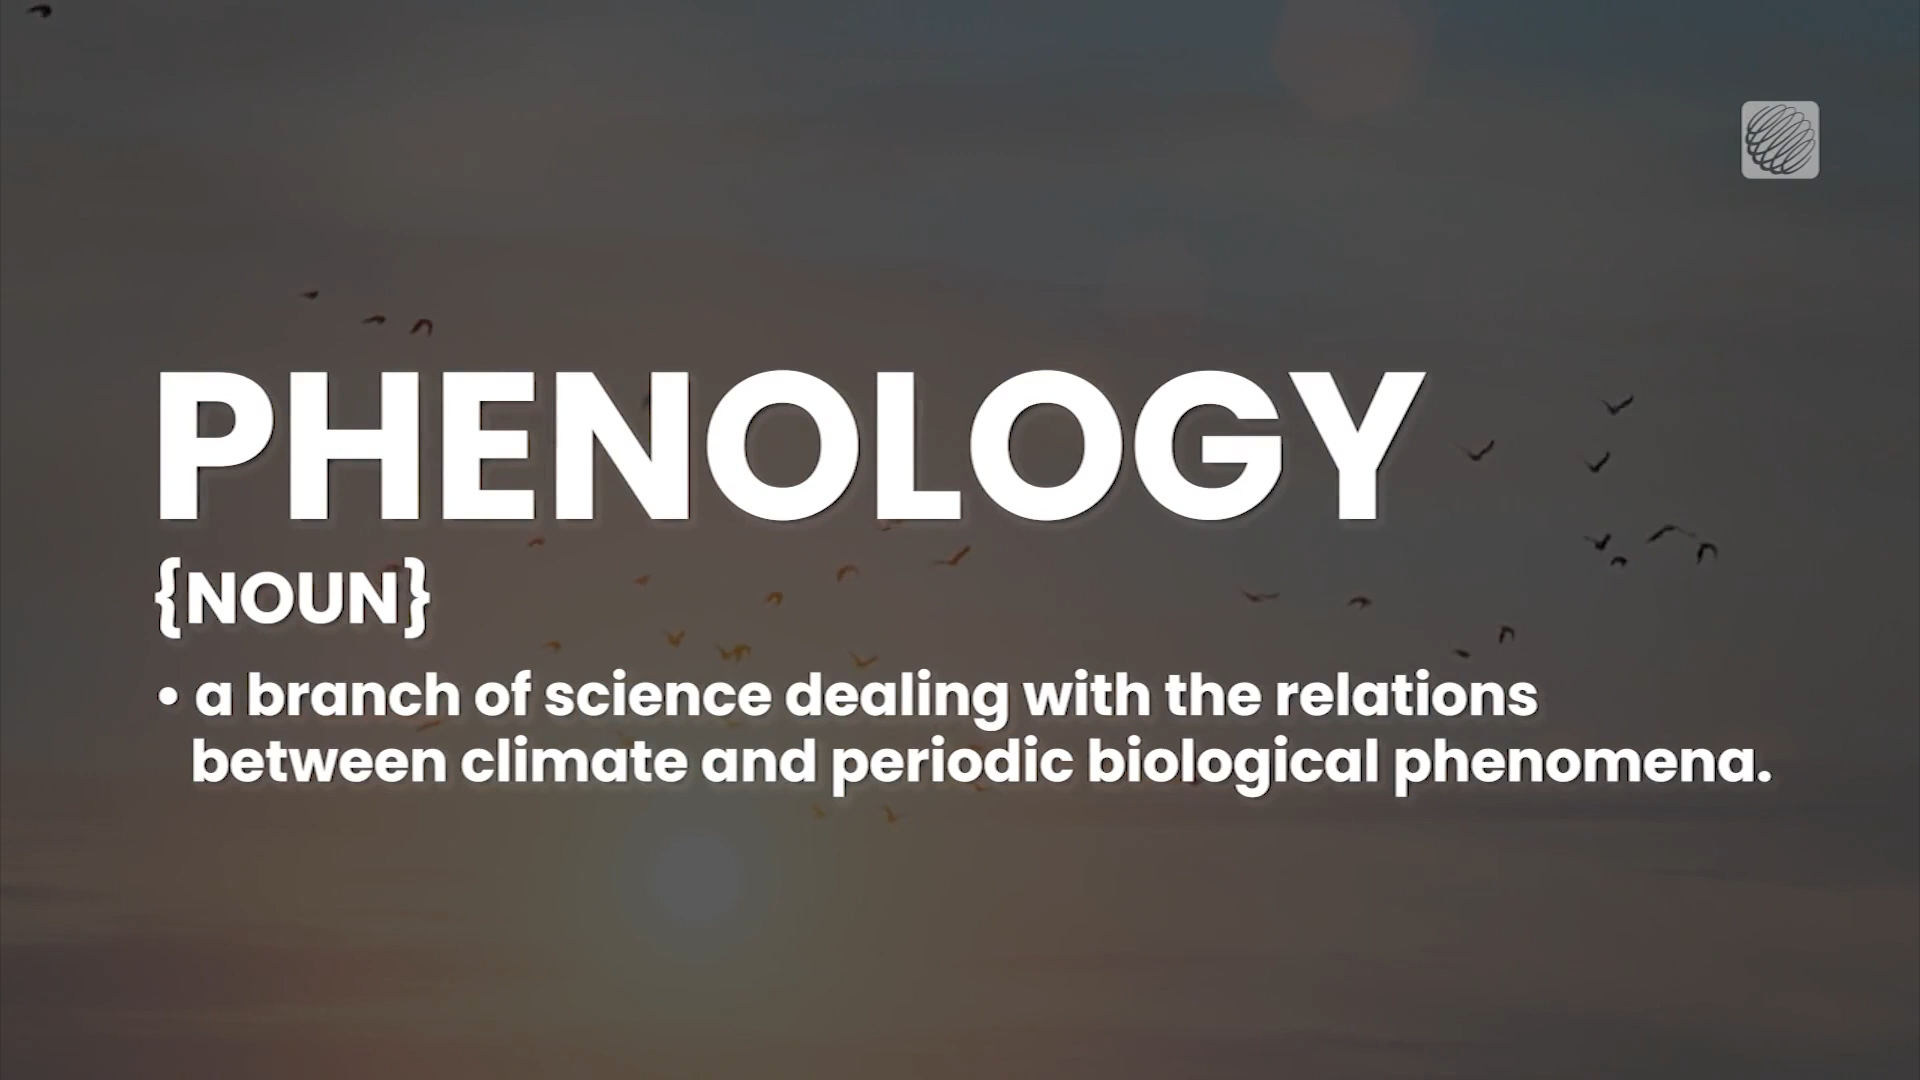 PHENOLOGY
{NOUN}
• a branch of science dealing with the relations
between climate and periodic biological phenomena.